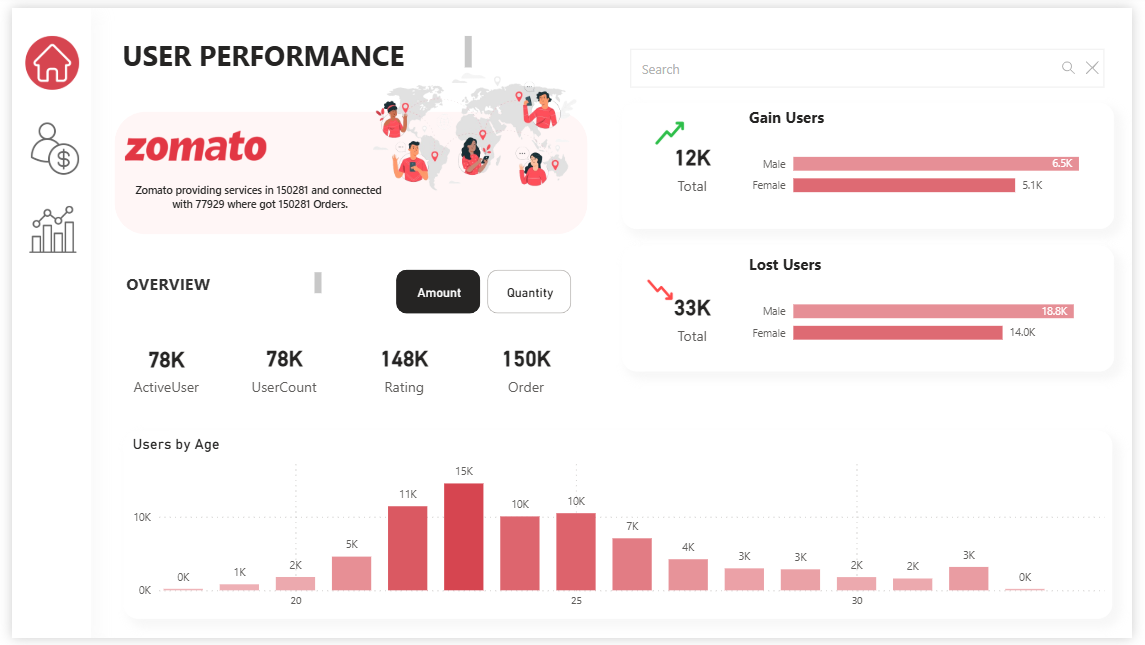 USER PERFORMANCE
Search
zomato
Zomato providing services in 150281 and connected
with 77929 where got 150281 Orders.
Gain Users
12K
Total
Male 6.5K
Female 5.1K
Lost Users
33K
Total
Male 18.8K
Female 14.0K
OVERVIEW
Amount
Quantity
78K 78K 148K 150K
ActiveUser UserCount Rating Order
Users by Age
15K
11K
10K 10K
7K
5K
4K
3K 3K 3K
2K 2K 2K
1K
0K 0K
10K
0K
20 25 30